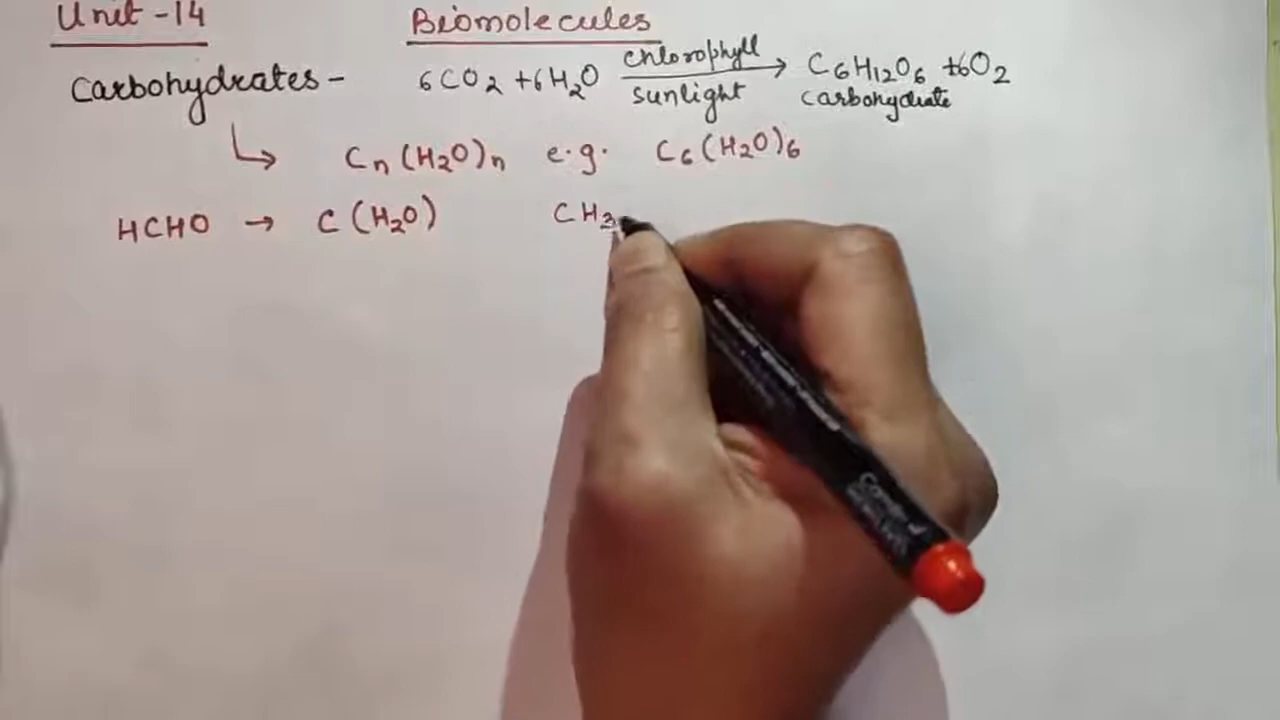 Unit -14 Biomolecules
Carbohydrates - 6CO2 + 6H2O chlorophyll sunlight → C6H12O6 + 6O2
carbohydrate
↳ Cn(H2O)n e.g. C6(H2O)6
HCHO → C(H2O) CH3